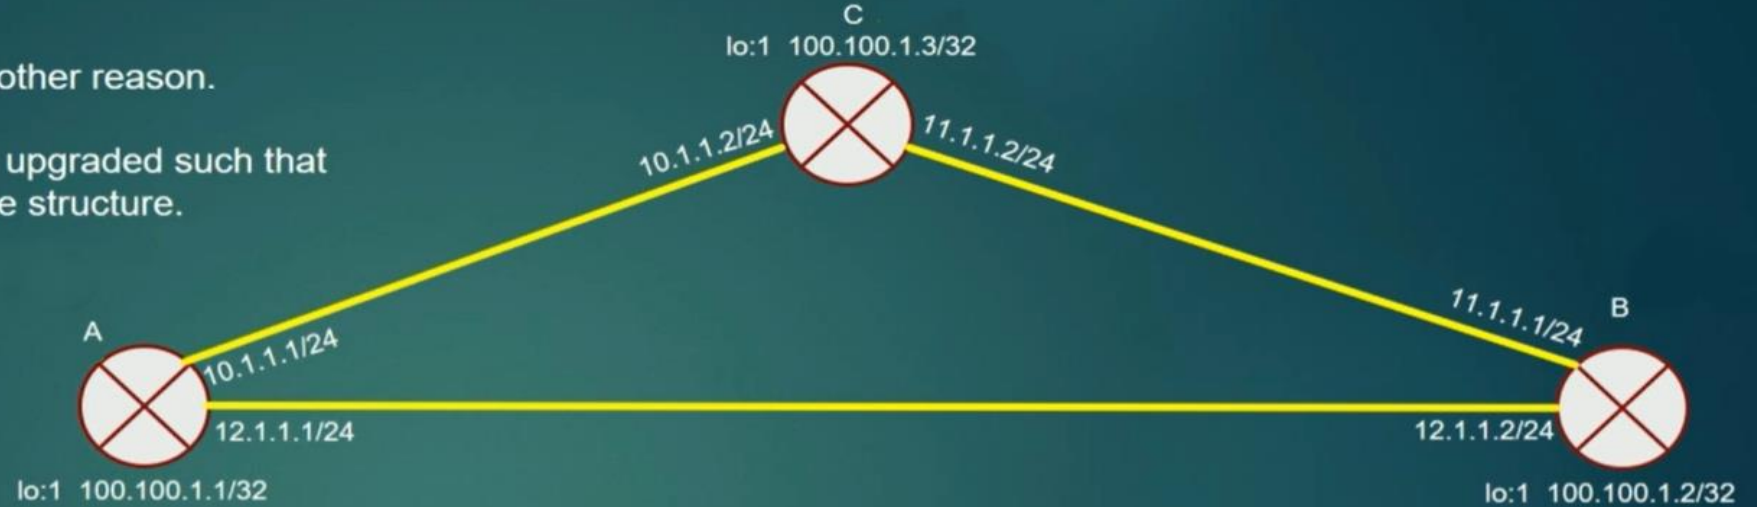 other reason.
upgraded such that
e structure.
C
lo:1 100.100.1.3/32
10.1.1.2/24
11.1.1.2/24
A
10.1.1.1/24
12.1.1.1/24
lo:1 100.100.1.1/32
11.1.1.1/24
B
12.1.1.2/24
lo:1 100.100.1.2/32